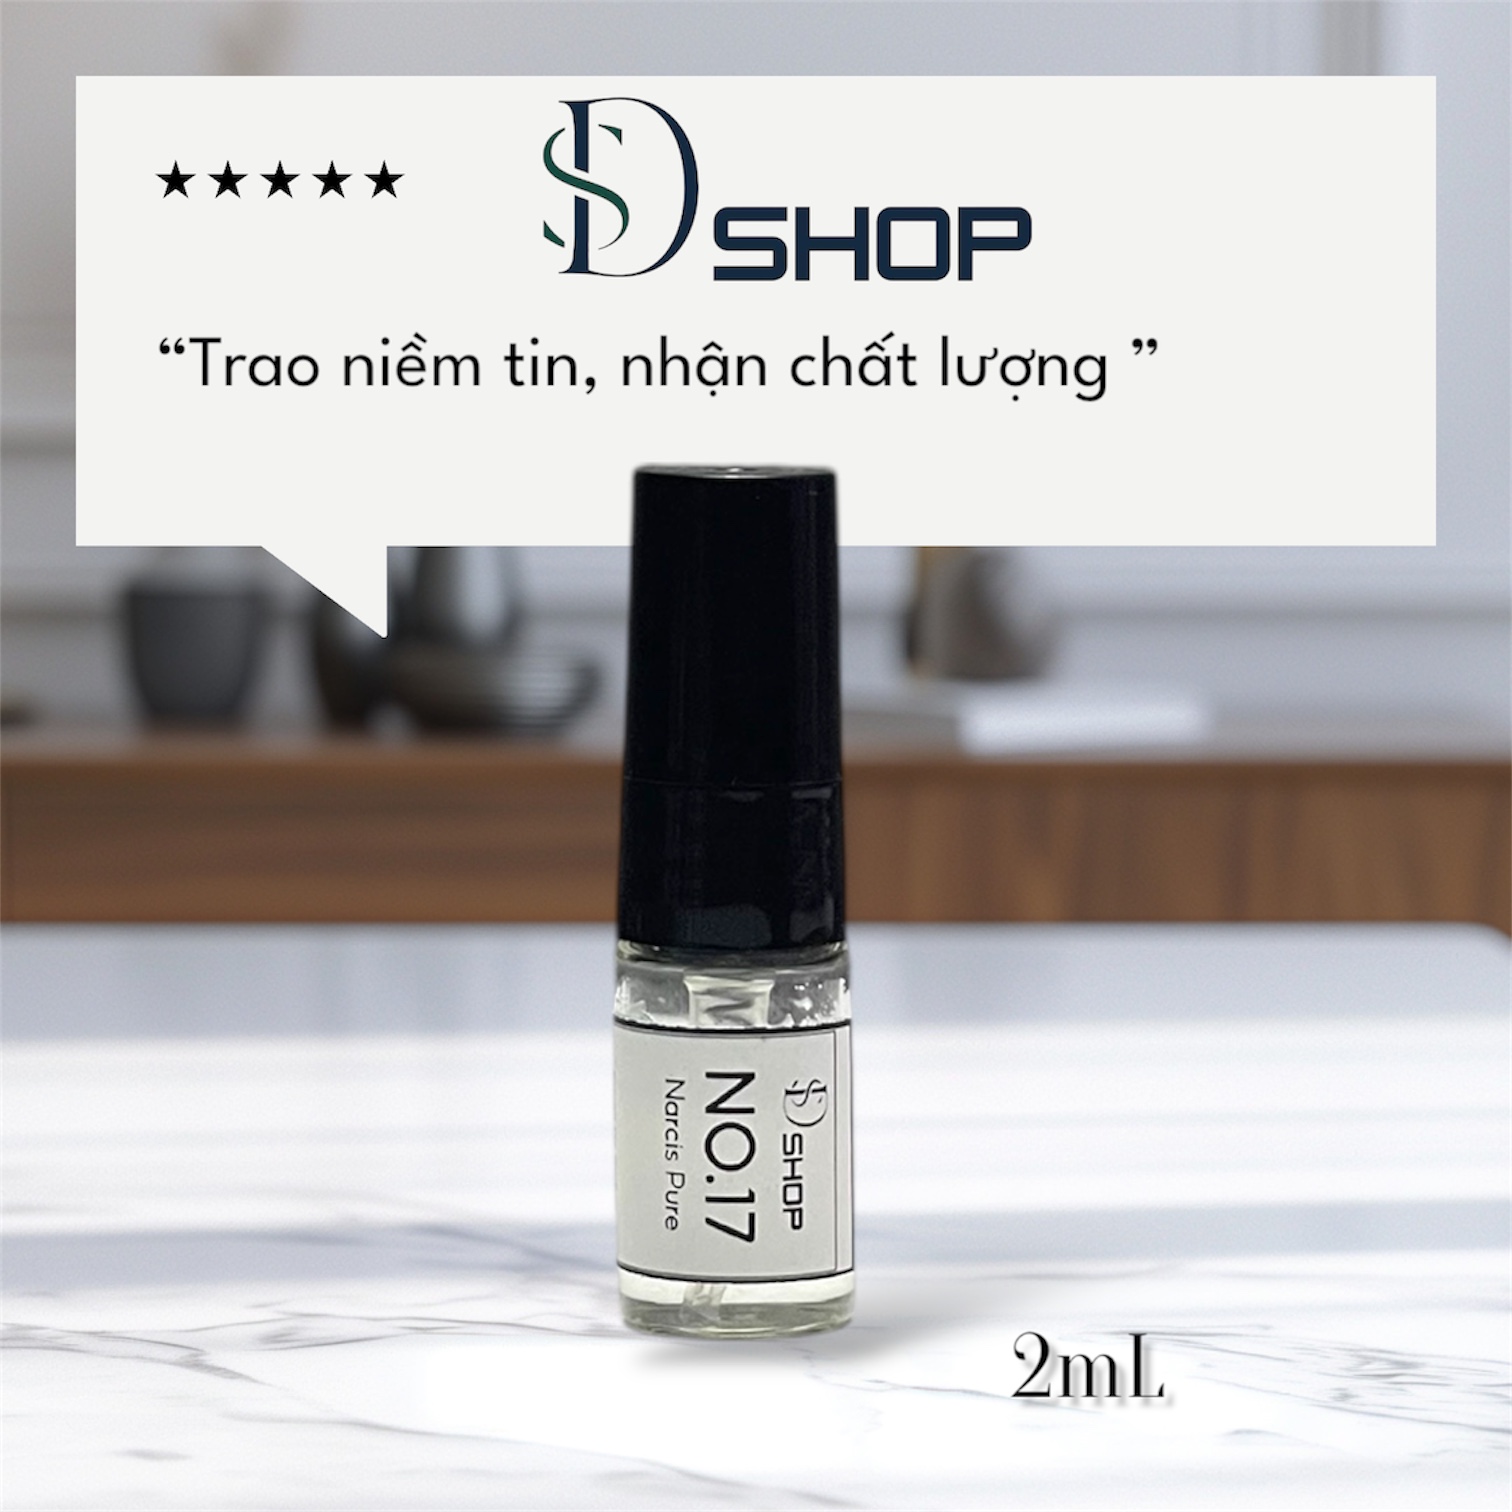 ★★★★★
SD SHOP
“Trao niềm tin, nhận chất lượng ”
SD SHOP
NO.17
Narcis Pure
2mL